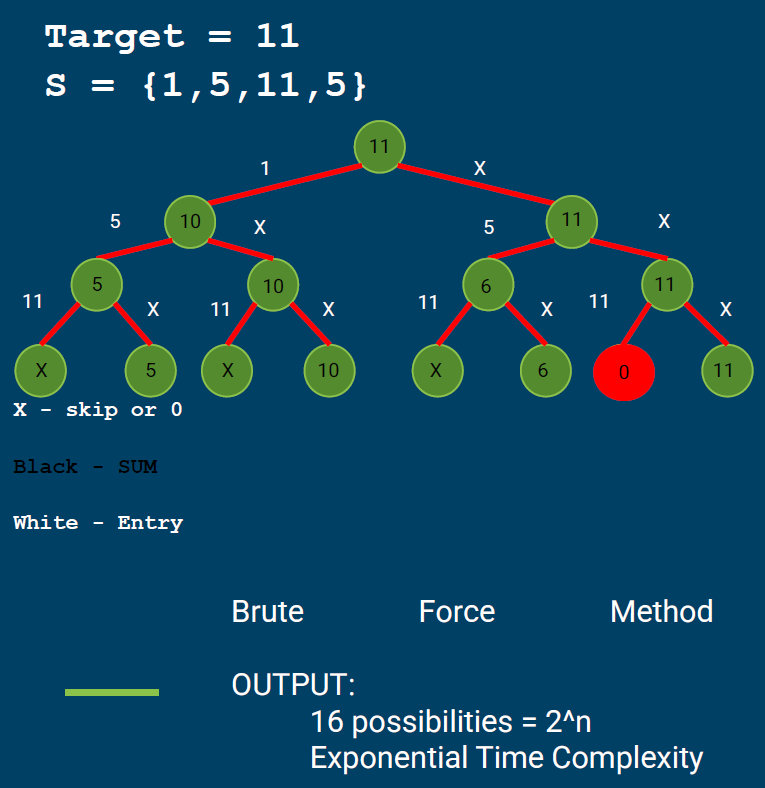 Target = 11
S = {1,5,11,5}
11
1 X
10 11
5 X 5 X
5 10 6 11
11 X 11 X 11 X 11 X
X 5 X 10 X 6 0 11
X - skip or 0
Black - SUM
White - Entry
Brute Force Method
OUTPUT:
16 possibilities = 2^n
Exponential Time Complexity